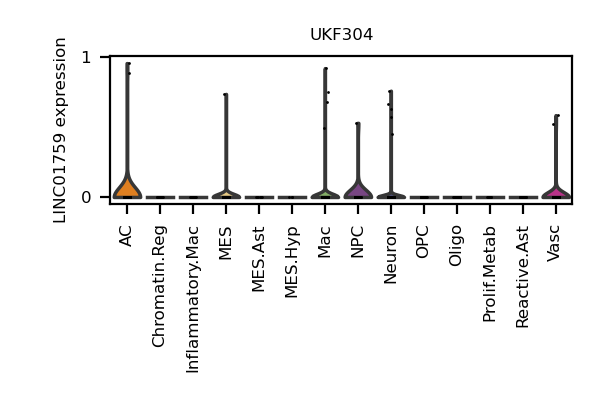 UKF304
LINC01759 expression
1
0
AC
Chromatin.Reg
Inflammatory.Mac
MES
MES.Ast
MES.Hyp
Mac
NPC
Neuron
OPC
Oligo
Prolif.Metab
Reactive.Ast
Vasc